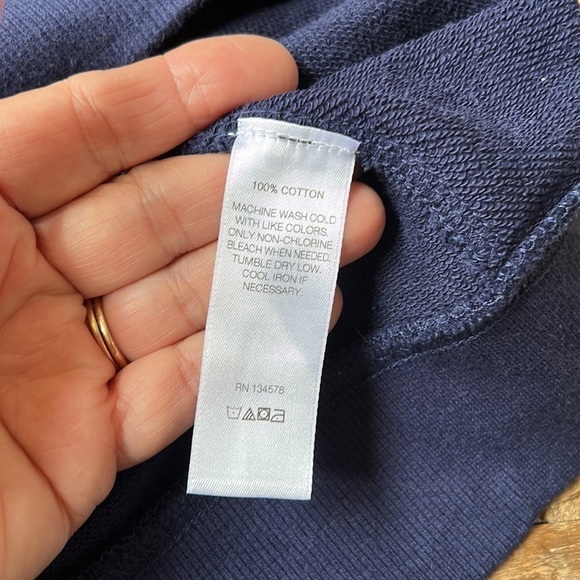 100% COTTON
MACHINE WASH COLD
WITH LIKE COLORS.
ONLY NON-CHLORINE
BLEACH WHEN NEEDED.
TUMBLE DRY LOW.
COOL IRON IF
NECESSARY.
RN 134578